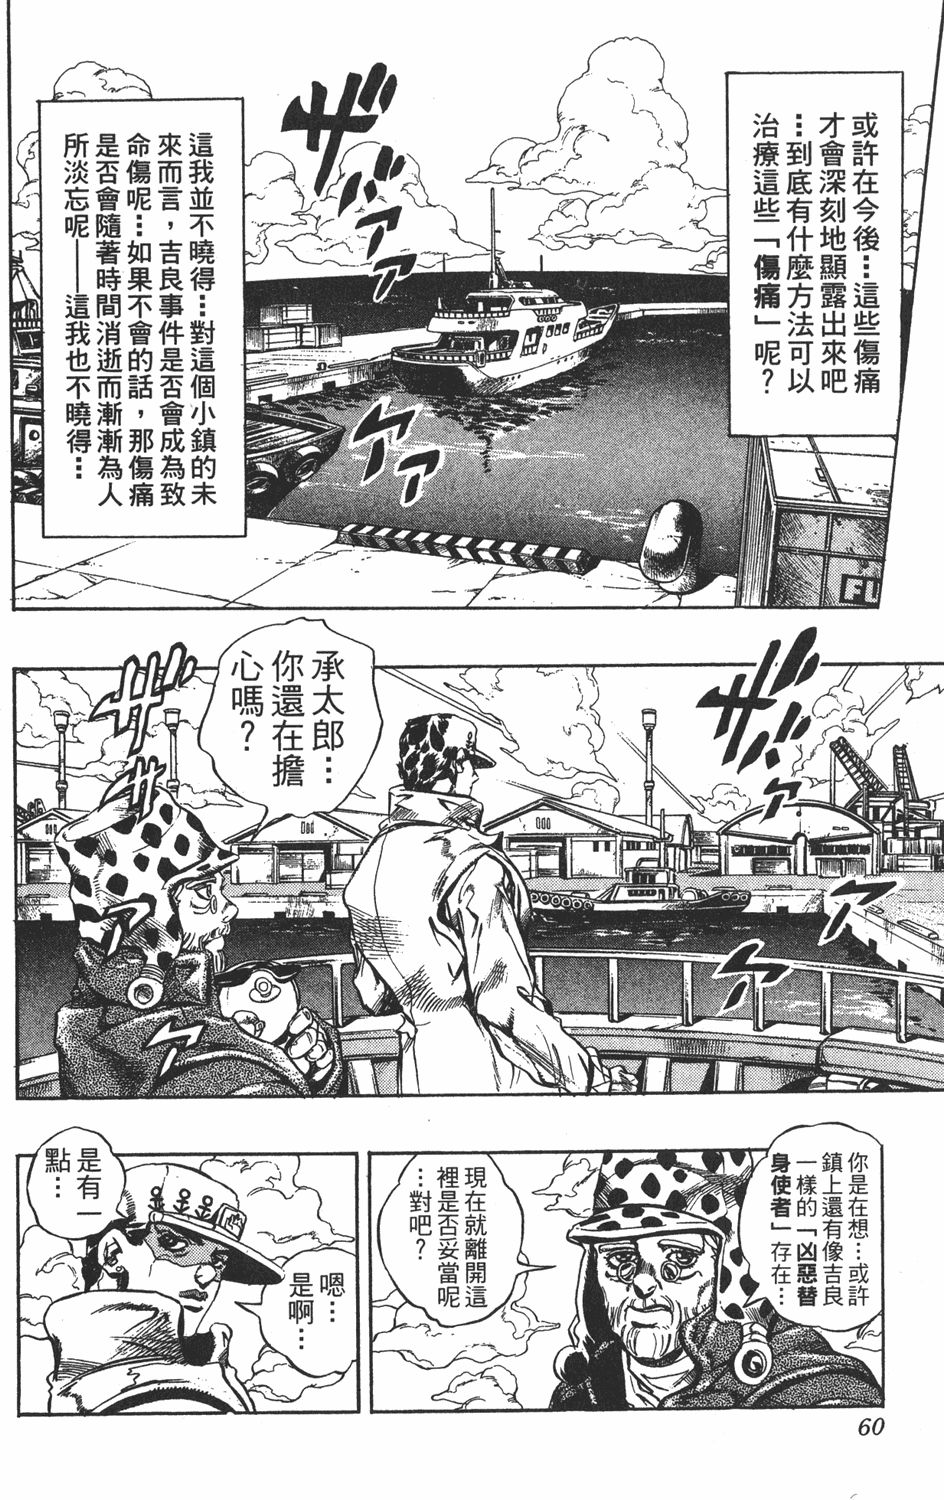 或許在今後…這些傷痛
才會深刻地顯露出來吧
…到底有什麼方法可以
治療這些「傷痛」呢？
ザザァァ
這我並不曉得…對這個小鎮的未
來而言，吉良事件是否會成為致
命傷呢…如果不會的話，那傷痛
是否會隨著時間消逝而漸漸為人
所淡忘呢——這我也不曉得…
ァァ
FU
ザザ
ァァ
承太郎…
你還在擔
心嗎？
ザザ
ザァァ
你是在想…或許
鎮上還有像吉良
一樣的「凶惡替
身使者」存在…
現在就離開這
裡是否妥當呢
…對吧？
嗯…
是啊…
是有一
點…
60